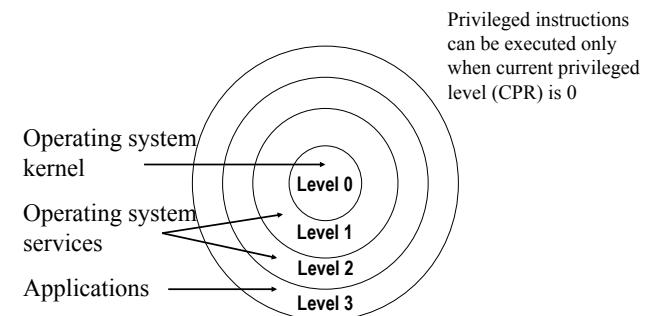 Privileged instructions
can be executed only
when current privileged
level (CPR) is 0
Operating system
kernel
Level 0
Operating system
services
Level 1
Level 2
Applications
Level 3